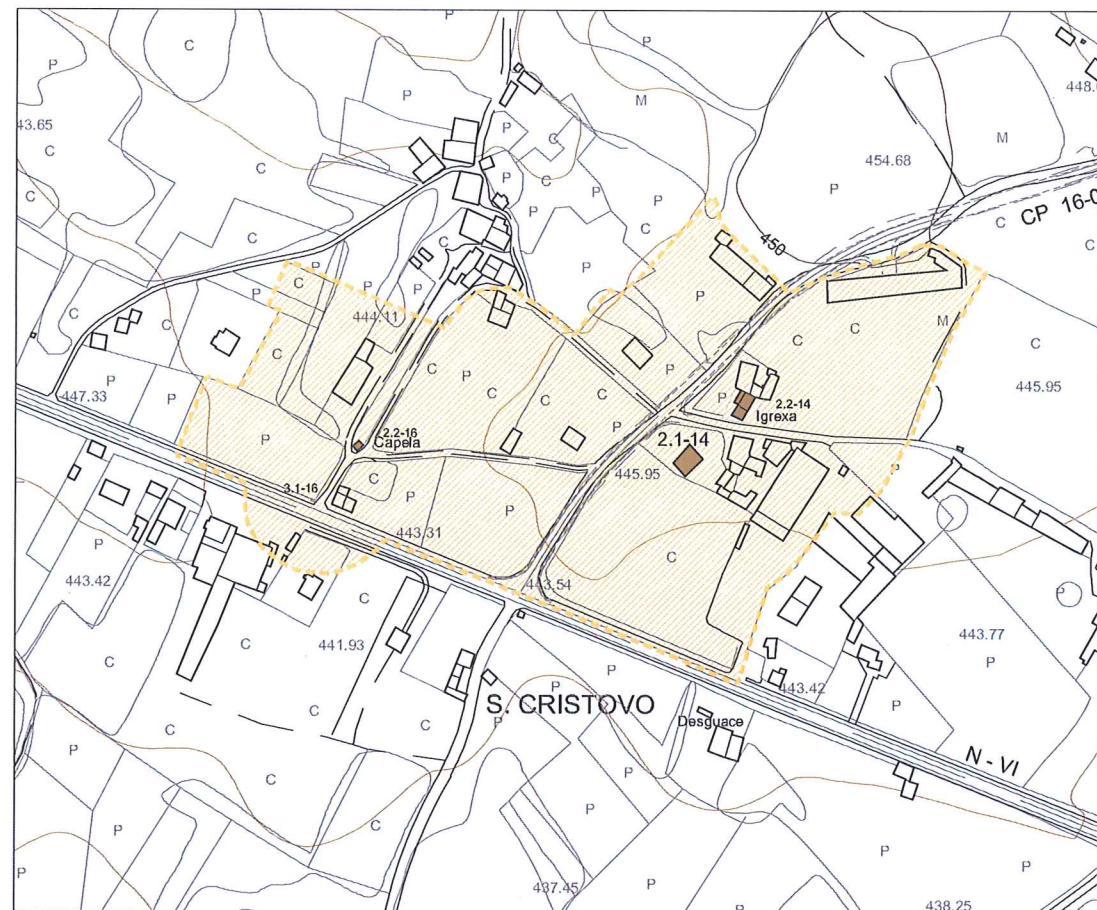 P
C
P
P
C
P
M
448.
43.65
C
P
C
M
454.68
C
P
P
C
P
C
P
CP 16-0
C
C
C
P
C
450
C
C
P
P
P
444.11
P
C
C
C
M
C
P
C
P
C
C
P
445.95
447.33
P
P
2.2-14
Igrexa
C
P
2.2-16
Capela
2.1-14
445.95
P
3.1-16
C
P
P
443.31
C
P
443.42
443.54
P
C
443.77
C
441.93
P
P
443.42
P
P
S. CRISTOVO
P
Desguace
C
P
P
N - VI
P
C
P
C
P
P
C
P
P
437.45
P
P
438.25